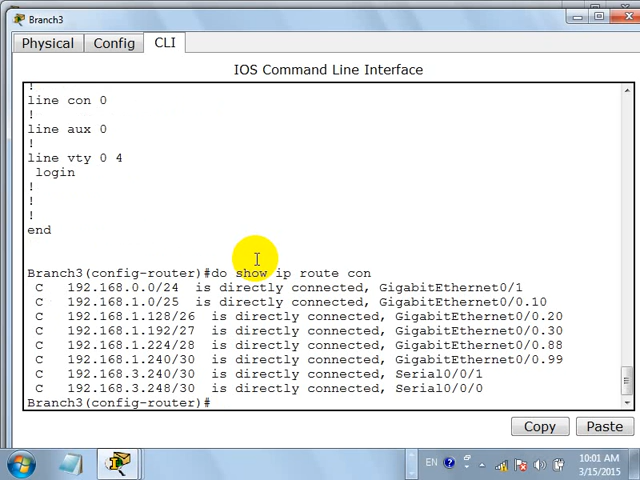 Branch3
Physical Config CLI
IOS Command Line Interface
!
line con 0
!
line aux 0
!
line vty 0 4
login
!
!
!
end
Branch3(config-router)#do show ip route con
C 192.168.0.0/24 is directly connected, GigabitEthernet0/1
C 192.168.1.0/25 is directly connected, GigabitEthernet0/0.10
C 192.168.1.128/26 is directly connected, GigabitEthernet0/0.20
C 192.168.1.192/27 is directly connected, GigabitEthernet0/0.30
C 192.168.1.224/28 is directly connected, GigabitEthernet0/0.88
C 192.168.1.240/30 is directly connected, GigabitEthernet0/0.99
C 192.168.3.240/30 is directly connected, Serial0/0/1
C 192.168.3.248/30 is directly connected, Serial0/0/0
Branch3(config-router)#
Copy Paste
EN
10:01 AM
3/15/2015